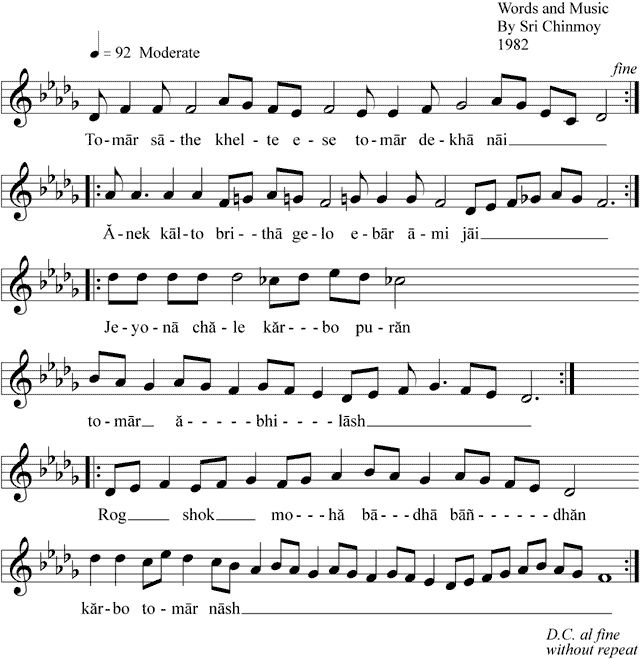 Words and Music
By Sri Chinmoy
1982
= 92 Moderate
fine
To-mār sā-the khel-te e-se to-mār de-khā nāi
Ă-nek kāl-to bri-thā ge-lo e-bār ā-mi jāi
Je-yo-nā chă-le kăr---bo pu-răn
to-mār ă-----bhi-lāsh
Rog shok mo---hă bā--dhā bāñ-------dhăn
kăr-bo to-mār nāsh
D.C. al fine
without repeat